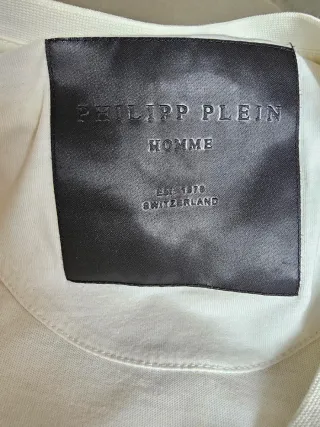 PHILIPP PLEIN
HOMME
EST. 1978
SWITZERLAND